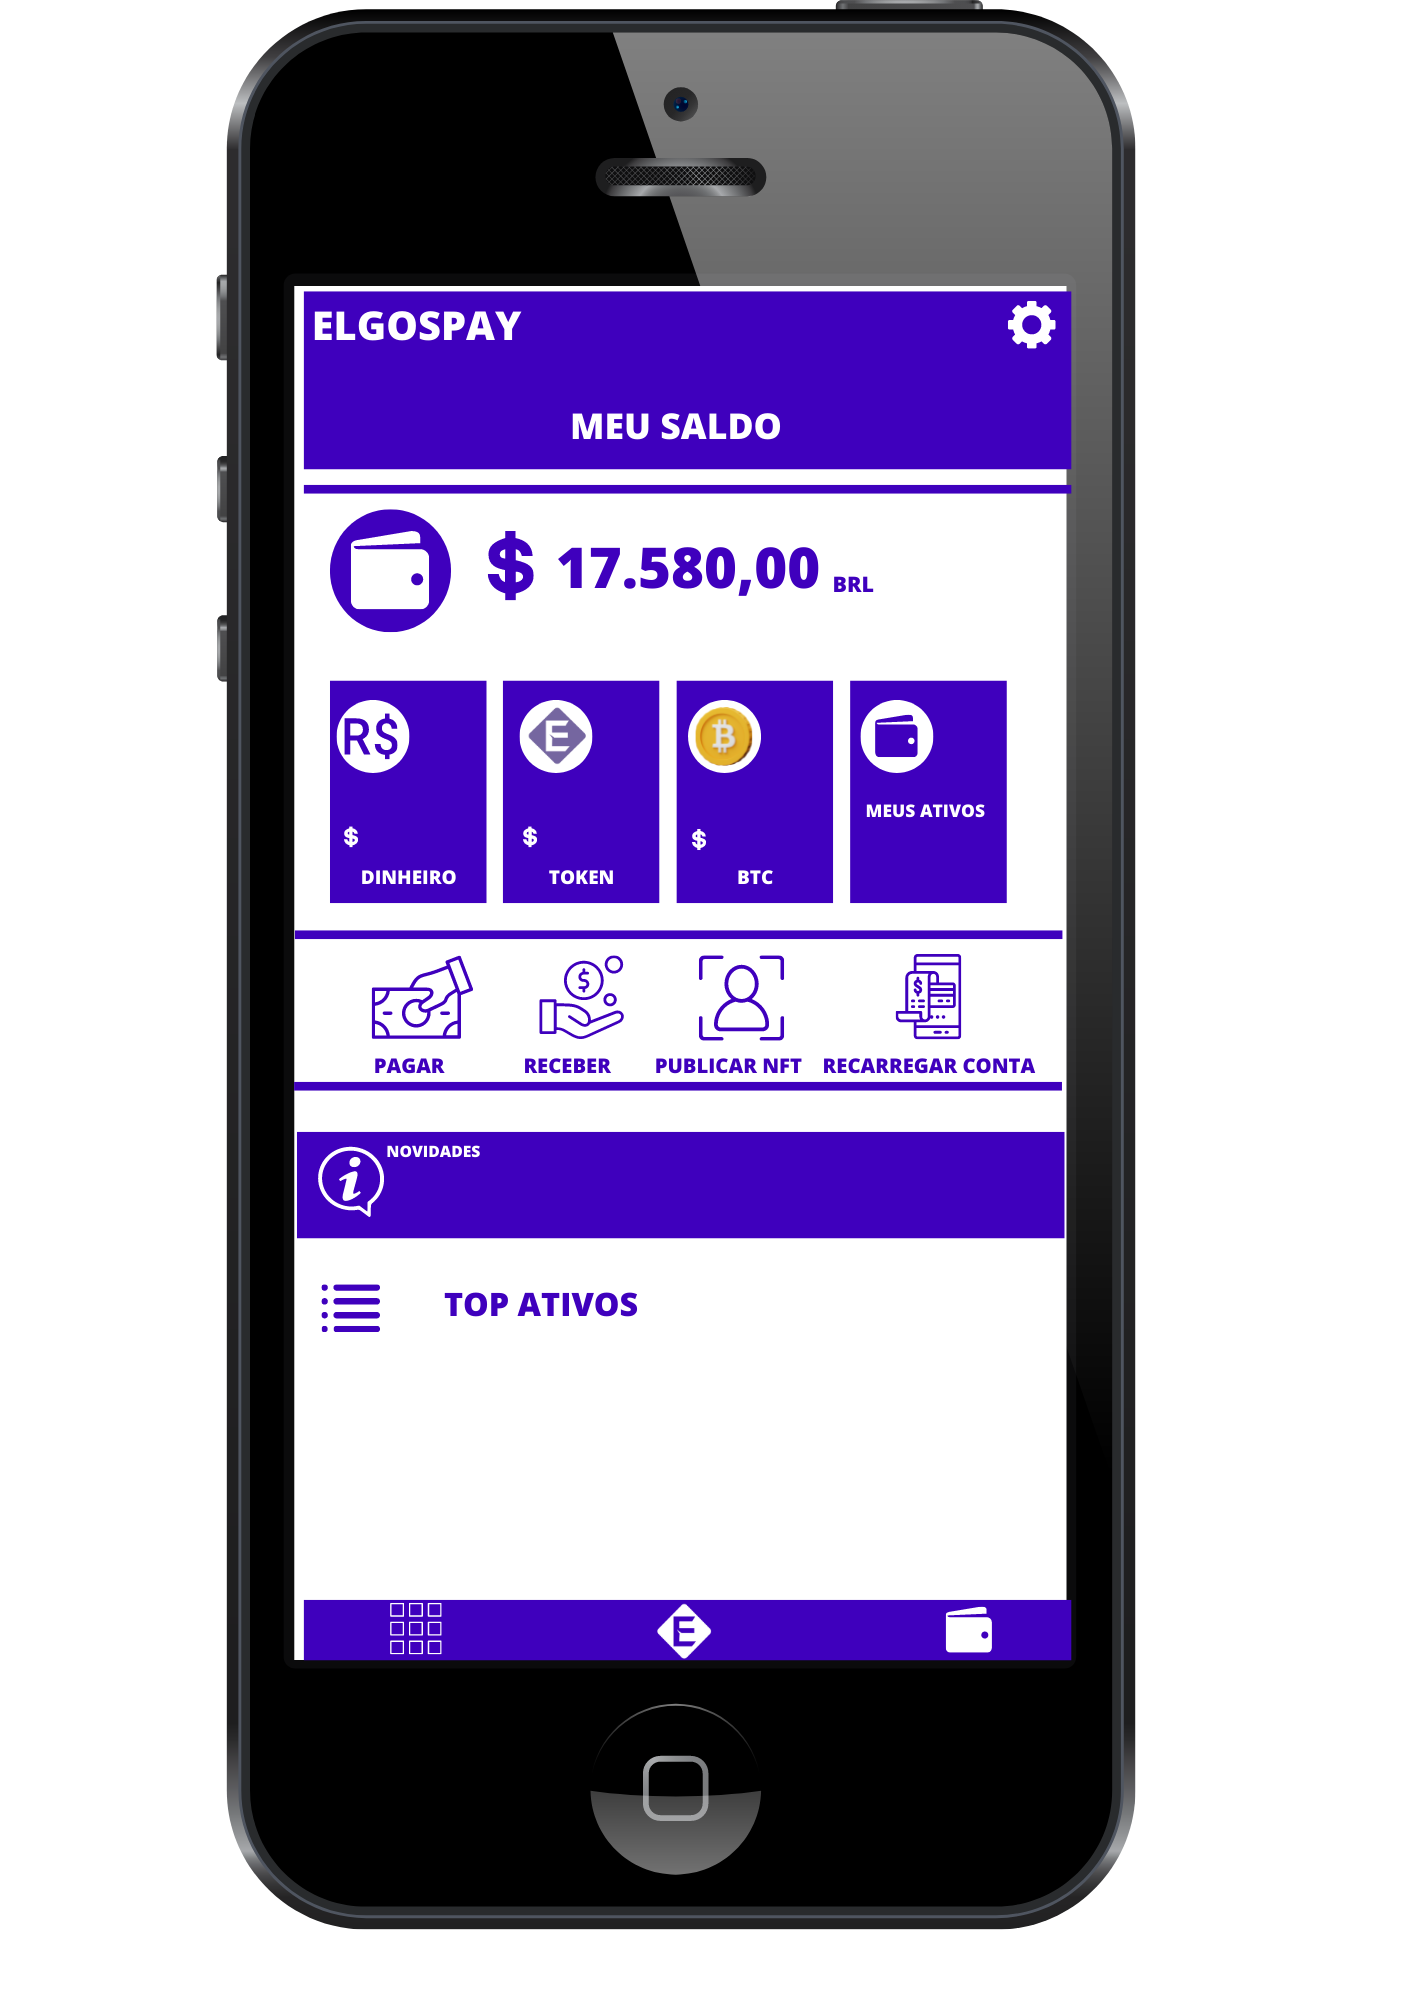 ELGOSPAY
MEU SALDO
$ 17.580,00 BRL
R$ E B
MEUS ATIVOS
$ $ $
DINHEIRO TOKEN BTC
$ $
PAGAR RECEBER PUBLICAR NFT RECARREGAR CONTA
i NOVIDADES
TOP ATIVOS
E